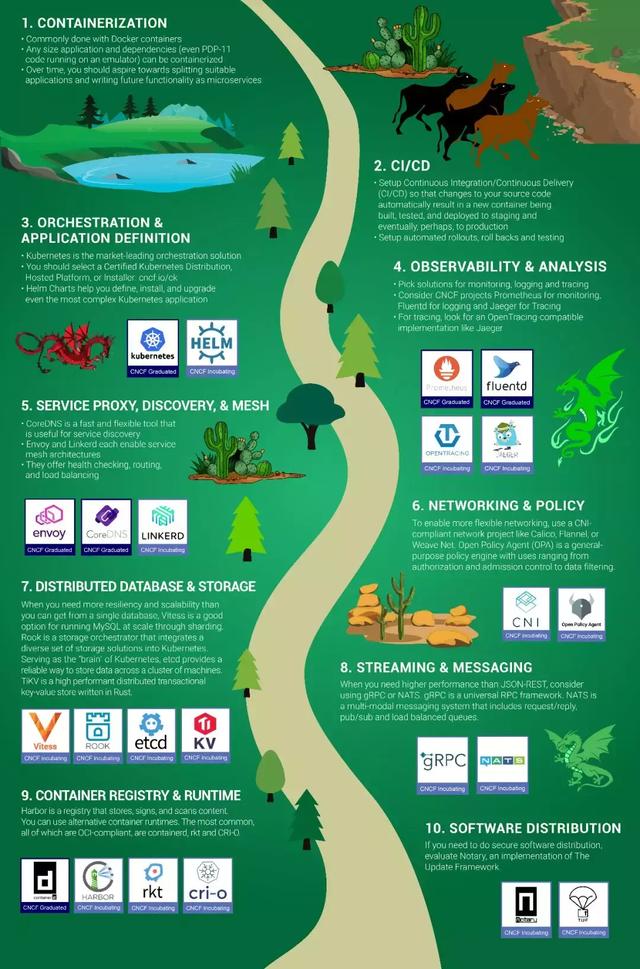 1. CONTAINERIZATION
• Commonly done with Docker containers
• Any size application and dependencies (even PDP-11
code running on an emulator) can be containerized
• Over time, you should aspire towards splitting suitable
applications and writing future functionality as microservices
2. CI/CD
• Setup Continuous Integration/Continuous Delivery
(CI/CD) so that changes to your source code
automatically result in a new container being
built, tested, and deployed to staging and
eventually, perhaps, to production
• Setup automated rollouts, roll backs and testing
3. ORCHESTRATION &
APPLICATION DEFINITION
• Kubernetes is the market-leading orchestration solution
• You should select a Certified Kubernetes Distribution,
Hosted Platform, or Installer: cncf.io/ck
• Helm Charts help you define, install, and upgrade
even the most complex Kubernetes application
kubernetes
CNCF Graduated
HELM
CNCF Incubating
4. OBSERVABILITY & ANALYSIS
• Pick solutions for monitoring, logging and tracing
• Consider CNCF projects Prometheus for monitoring,
Fluentd for logging and Jaeger for Tracing
• For tracing, look for an OpenTracing-compatible
implementation like Jaeger
Prometheus
CNCF Graduated
fluentd
CNCF Graduated
OPENTRACING
CNCF Incubating
JAEGER
CNCF Incubating
5. SERVICE PROXY, DISCOVERY, & MESH
• CoreDNS is a fast and flexible tool that
is useful for service discovery
• Envoy and Linkerd each enable service
mesh architectures
• They offer health checking, routing,
and load balancing
envoy
CNCF Graduated
CoreDNS
CNCF Graduated
LINKERD
CNCF Incubating
6. NETWORKING & POLICY
To enable more flexible networking, use a CNI-
compliant network project like Calico, Flannel, or
Weave Net. Open Policy Agent (OPA) is a general-
purpose policy engine with uses ranging from
authorization and admission control to data filtering.
CNI
CNCF Incubating
Open Policy Agent
CNCF Incubating
7. DISTRIBUTED DATABASE & STORAGE
When you need more resiliency and scalability than
you can get from a single database, Vitess is a good
option for running MySQL at scale through sharding.
Rook is a storage orchestrator that integrates a
diverse set of storage solutions into Kubernetes.
Serving as the "brain" of Kubernetes, etcd provides a
reliable way to store data across a cluster of machines.
TiKV is a high performant distributed transactional
key-value store written in Rust.
Vitess
CNCF Incubating
ROOK
CNCF Incubating
etcd
CNCF Incubating
TI
KV
CNCF Incubating
8. STREAMING & MESSAGING
When you need higher performance than JSON-REST, consider
using gRPC or NATS. gRPC is a universal RPC framework. NATS is
a multi-modal messaging system that includes request/reply,
pub/sub and load balanced queues.
gRPC
CNCF Incubating
NATS
CNCF Incubating
9. CONTAINER REGISTRY & RUNTIME
Harbor is a registry that stores, signs, and scans content.
You can use alternative container runtimes. The most common,
all of which are OCI-compliant, are containerd, rkt and CRI-O.
containerd
CNCF Graduated
HARBOR
CNCF Incubating
rkt
CNCF Incubating
cri-o
CNCF Incubating
10. SOFTWARE DISTRIBUTION
If you need to do secure software distribution,
evaluate Notary, an implementation of The
Update Framework.
Notary
CNCF Incubating
TUF
CNCF Incubating